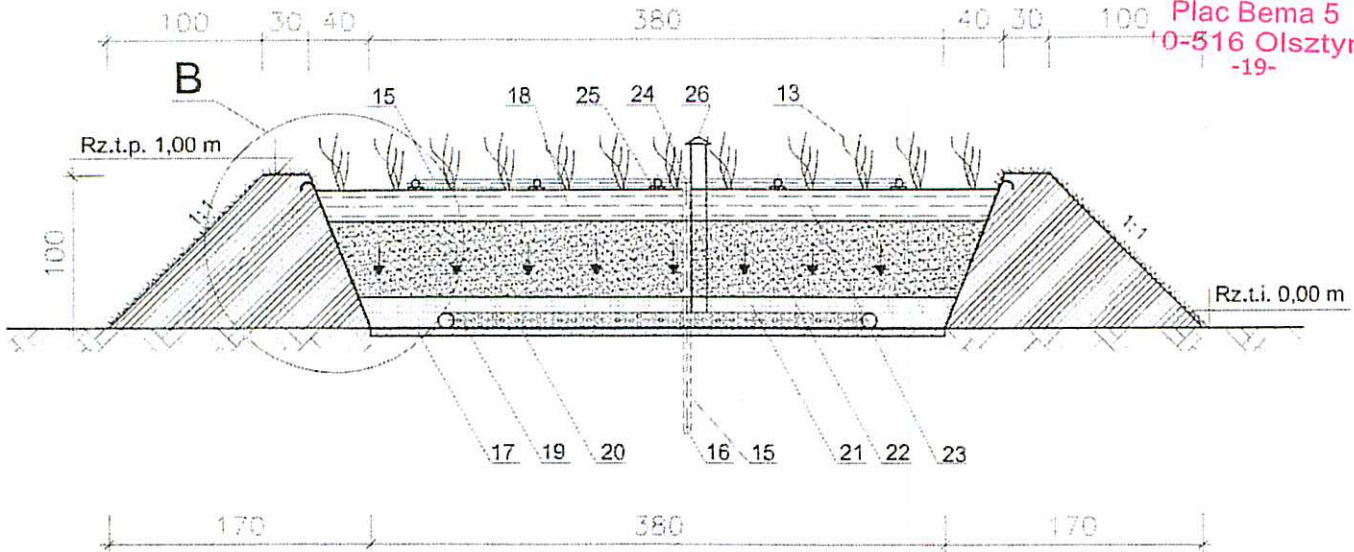 100 30 40 380 40 30 100
Plac Bema 5
0-516 Olsztyn
-19-
B
15 18 25 24 26 13
Rz.t.p. 1,00 m
1:1
1:1
100
Rz.t.i. 0,00 m
17 19 20 16 15 21 22 23
170 380 170